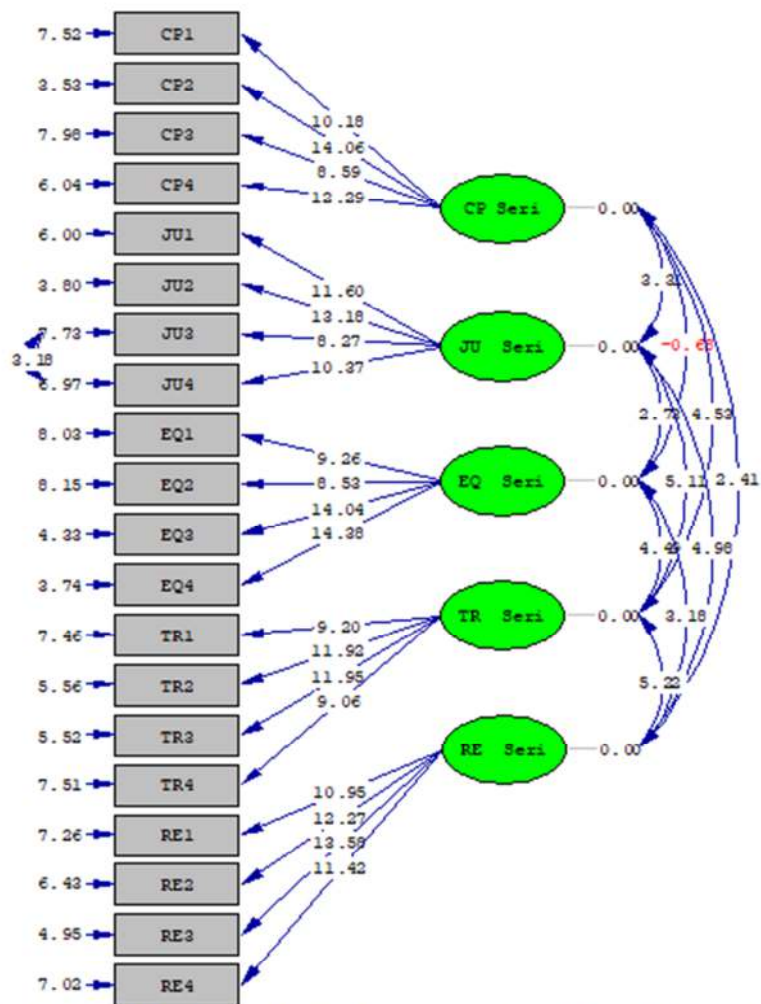 7.52 CP1
3.53 CP2
7.98 CP3
6.04 CP4
6.00 JU1
3.80 JU2
7.73 JU3
3.18
6.97 JU4
8.03 EQ1
8.15 EQ2
4.33 EQ3
3.74 EQ4
7.46 TR1
5.56 TR2
5.52 TR3
7.51 TR4
7.26 RE1
6.43 RE2
4.95 RE3
7.02 RE4
10.18
14.06
8.59
12.29
11.60
13.18
8.27
10.37
9.26
8.53
14.04
14.38
9.20
11.92
11.95
9.06
10.95
12.27
13.58
11.42
CP Seri 0.00
JU Seri 0.00
EQ Seri 0.00
TR Seri 0.00
RE Seri 0.00
4.53
5.11
2.41
4.98
3.18
5.22